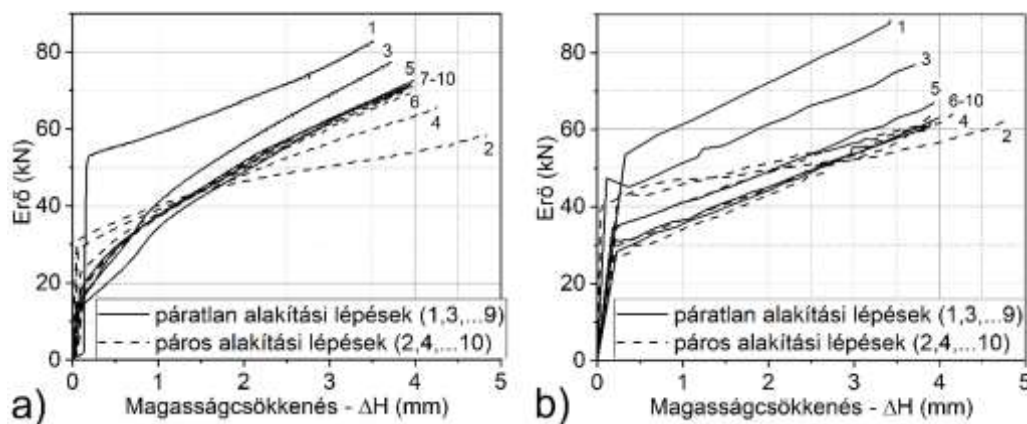 Erő (kN)
80
60
40
20
0
1
3
5
7-10
6
4
2
páratlan alakítási lépések (1,3,...9)
páros alakítási lépések (2,4,...10)
0 1 2 3 4 5
a) Magasságcsökkenés - ΔH (mm)
Erő (kN)
80
60
40
20
0
1
3
5
6-10
4
2
páratlan alakítási lépések (1,3,...9)
páros alakítási lépések (2,4,...10)
0 1 2 3 4 5
b) Magasságcsökkenés - ΔH (mm)